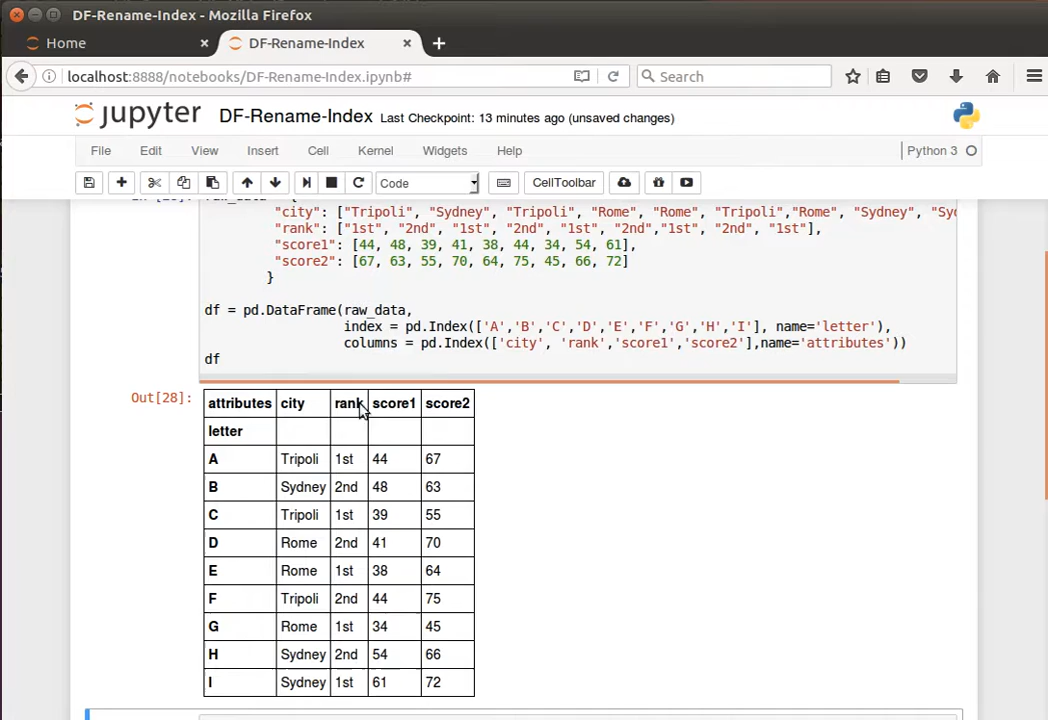 DF-Rename-Index - Mozilla Firefox
Home
DF-Rename-Index
localhost:8888/notebooks/DF-Rename-Index.ipynb#
Search
jupyter DF-Rename-Index Last Checkpoint: 13 minutes ago (unsaved changes)
File Edit View Insert Cell Kernel Widgets Help Python 3
Code CellToolbar
"city": ["Tripoli", "Sydney", "Tripoli", "Rome", "Rome", "Tripoli","Rome", "Sydney", "Syd
"rank": ["1st", "2nd", "1st", "2nd", "1st", "2nd","1st", "2nd", "1st"],
"score1": [44, 48, 39, 41, 38, 44, 34, 54, 61],
"score2": [67, 63, 55, 70, 64, 75, 45, 66, 72]
}
df = pd.DataFrame(raw_data,
index = pd.Index(['A','B','C','D','E','F','G','H','I'], name='letter'),
columns = pd.Index(['city', 'rank','score1','score2'],name='attributes'))
df
Out[28]:
attributes city rank score1 score2
letter
A Tripoli 1st 44 67
B Sydney 2nd 48 63
C Tripoli 1st 39 55
D Rome 2nd 41 70
E Rome 1st 38 64
F Tripoli 2nd 44 75
G Rome 1st 34 45
H Sydney 2nd 54 66
I Sydney 1st 61 72